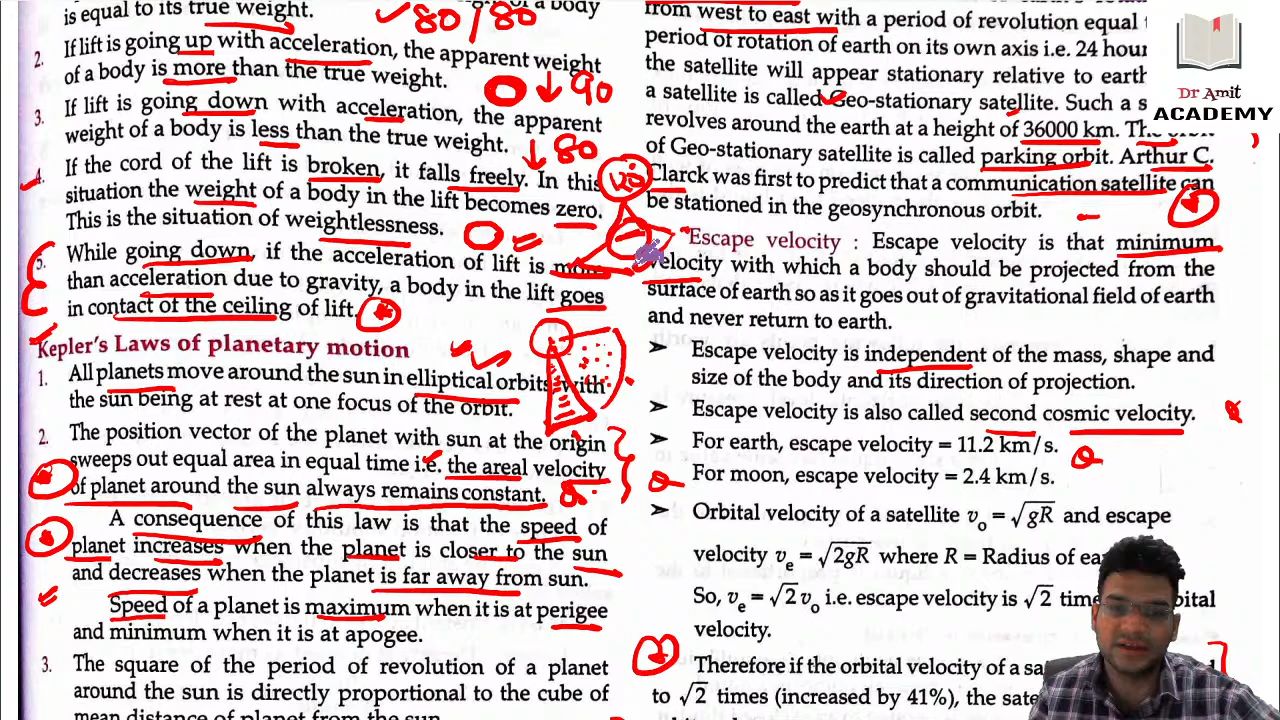 is equal to its true weight.
of a body
80/80
2. If lift is going up with acceleration, the apparent weight
of a body is more than the true weight.
90
3. If lift is going down with acceleration, the apparent
weight of a body is less than the true weight.
80
4. If the cord of the lift is broken, it falls freely. In this
situation the weight of a body in the lift becomes zero.
This is the situation of weightlessness.
5. While going down, if the acceleration of lift is more
than acceleration due to gravity, a body in the lift goes
in contact of the ceiling of lift.
Kepler's Laws of planetary motion
1. All planets move around the sun in elliptical orbits with
the sun being at rest at one focus of the orbit.
2. The position vector of the planet with sun at the origin
sweeps out equal area in equal time i.e. the areal velocity
of planet around the sun always remains constant.
A consequence of this law is that the speed of
planet increases when the planet is closer to the sun
and decreases when the planet is far away from sun.
Speed of a planet is maximum when it is at perigee
and minimum when it is at apogee.
3. The square of the period of revolution of a planet
around the sun is directly proportional to the cube of
mean distance of planet from the sun.
from west to east with a period of revolution equal
period of rotation of earth on its own axis i.e. 24 hour
the satellite will appear stationary relative to earth
a satellite is called Geo-stationary satellite. Such a s
revolves around the earth at a height of 36000 km. The orbit
of Geo-stationary satellite is called parking orbit. Arthur C.
Clarck was first to predict that a communication satellite can
be stationed in the geosynchronous orbit.
Escape velocity : Escape velocity is that minimum
velocity with which a body should be projected from the
surface of earth so as it goes out of gravitational field of earth
and never return to earth.
➤ Escape velocity is independent of the mass, shape and
size of the body and its direction of projection.
➤ Escape velocity is also called second cosmic velocity.
➤ For earth, escape velocity = 11.2 km/s.
For moon, escape velocity = 2.4 km/s.
➤ Orbital velocity of a satellite v₀ = √gR and escape
velocity vₑ = √2gR where R = Radius of ea
So, vₑ = √2v₀ i.e. escape velocity is √2 tim bital
velocity.
Therefore if the orbital velocity of a sa d
to √2 times (increased by 41%), the sate
Dr Amit
ACADEMY